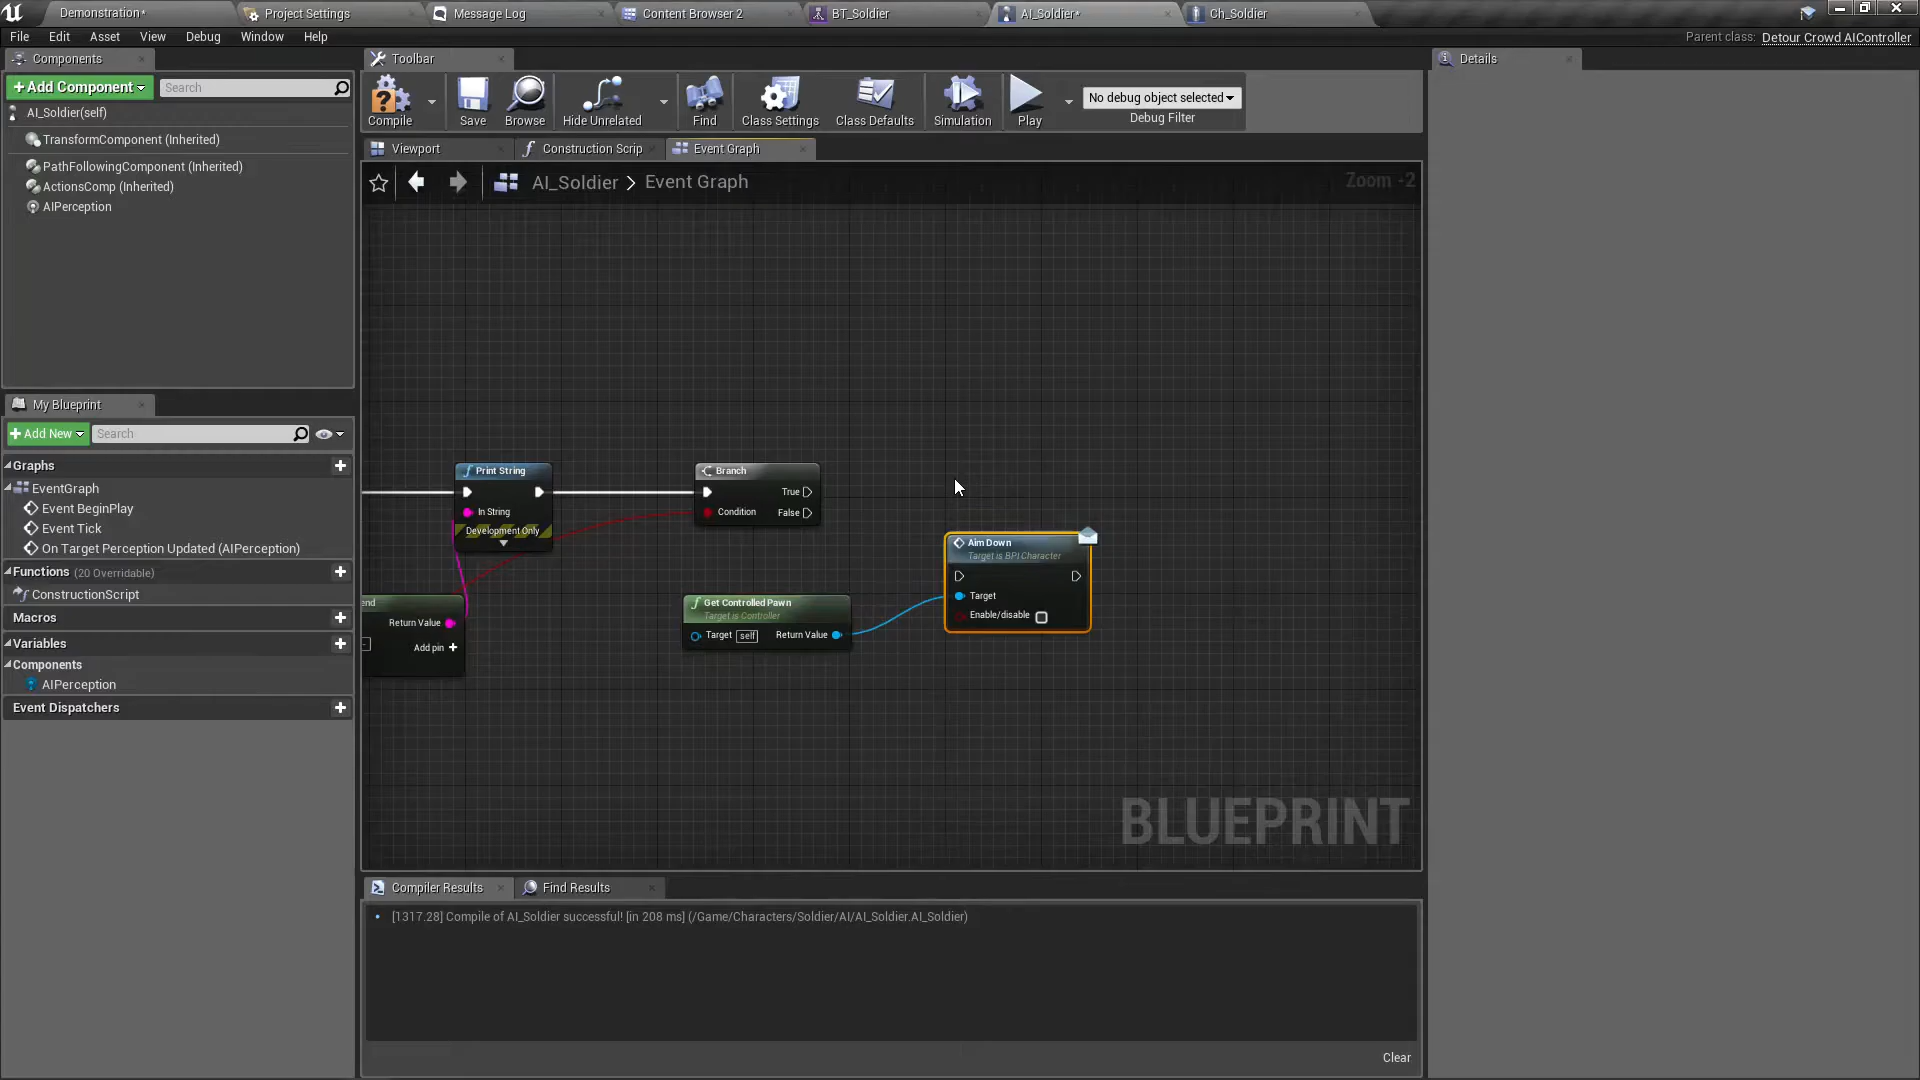 Demonstration*
Project Settings
Message Log
Content Browser 2
BT_Soldier
AI_Soldier*
Ch_Soldier
File Edit Asset View Debug Window Help
Parent class: Detour Crowd AIController
Components
Toolbar
Details
+Add Component
Search
AI_Soldier(self)
TransformComponent (Inherited)
PathFollowingComponent (Inherited)
ActionsComp (Inherited)
AIPerception
Compile
Save
Browse
Hide Unrelated
Find
Class Settings
Class Defaults
Simulation
Play
No debug object selected
Debug Filter
Viewport
Construction Scrip
Event Graph
AI_Soldier > Event Graph
Zoom -2
My Blueprint
+Add New
Search
Graphs
EventGraph
Event BeginPlay
Event Tick
On Target Perception Updated (AIPerception)
Functions (20 Overridable)
ConstructionScript
Macros
Variables
Components
AIPerception
Event Dispatchers
Print String
In String
Development Only
Branch
True
Condition
False
Aim Down
Target is BPI Character
Target
Enable/disable
end
Return Value
Add pin +
Get Controlled Pawn
Target is Controller
Target self
Return Value
BLUEPRINT
Compiler Results
Find Results
[1317.28] Compile of AI_Soldier successful! [in 208 ms] (/Game/Characters/Soldier/AI/AI_Soldier.AI_Soldier)
Clear